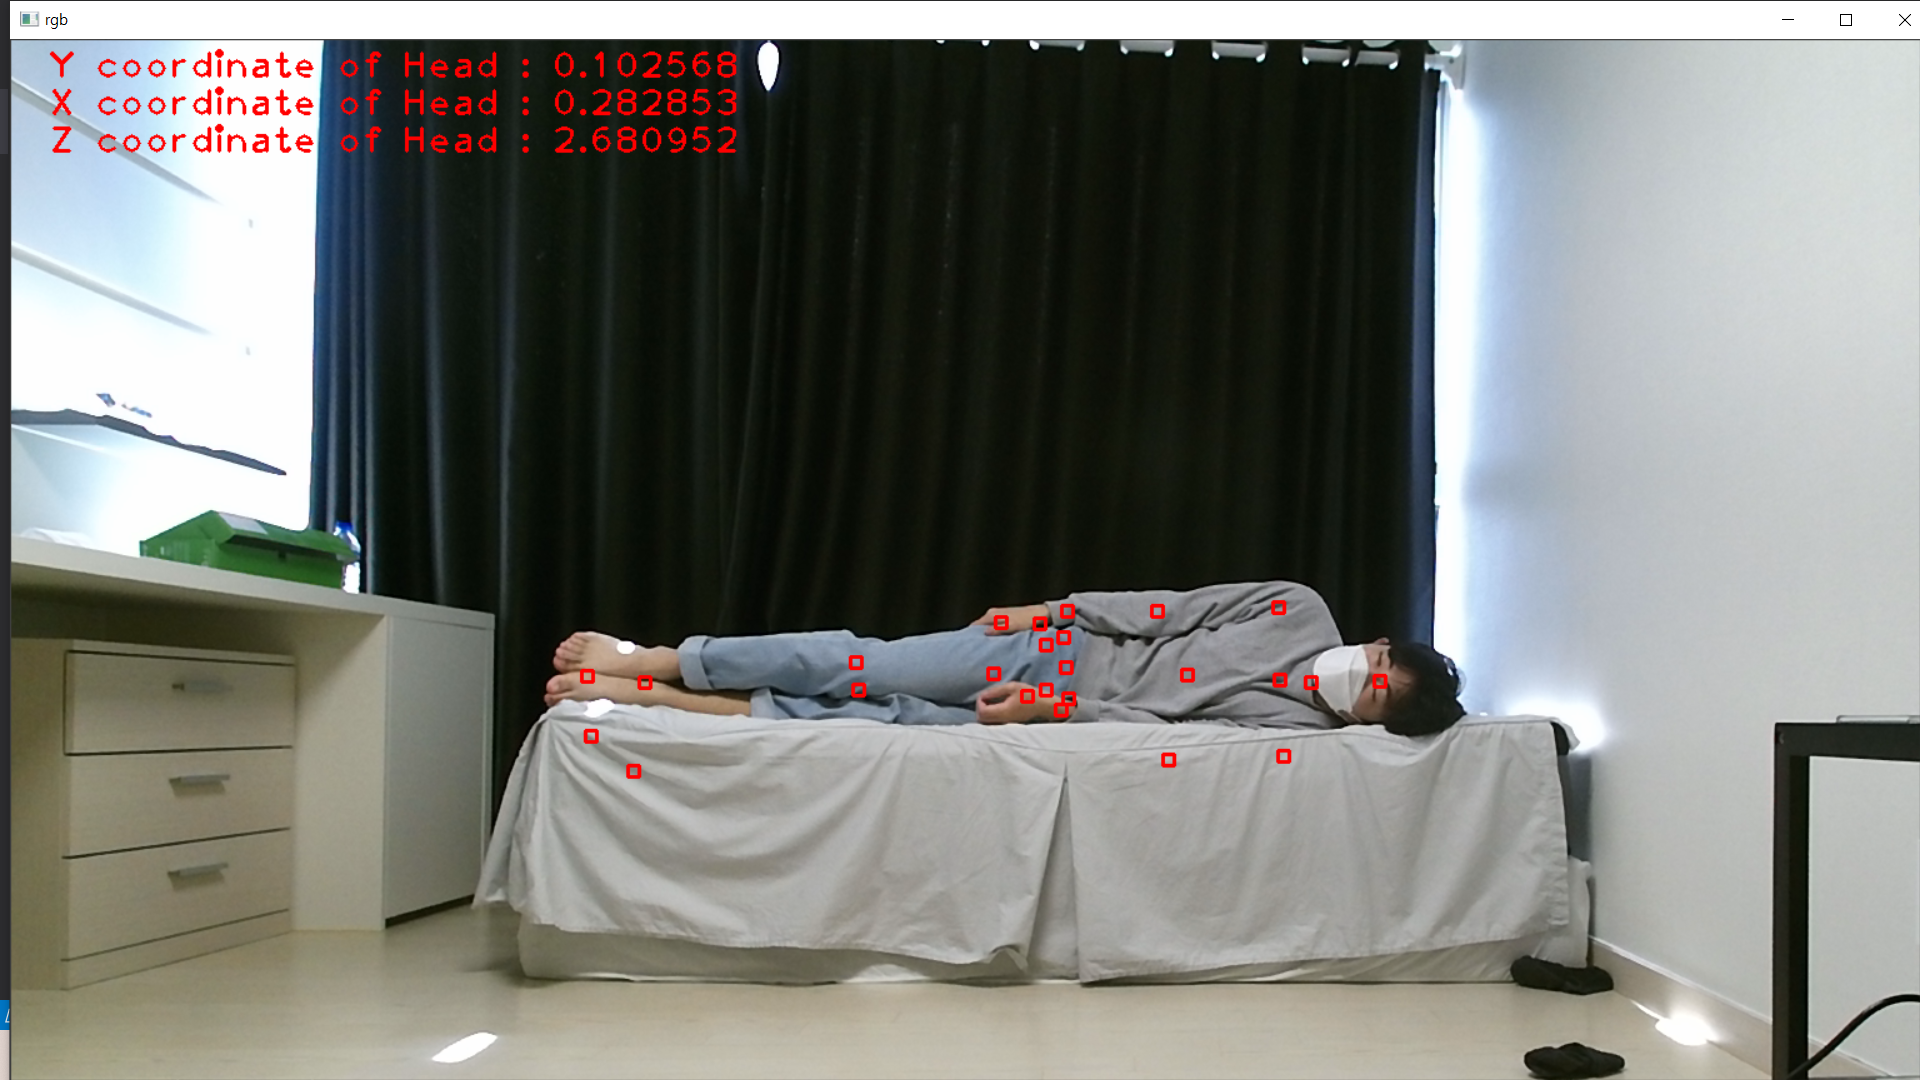 rgb
Y coordinate of Head : 0.102568
X coordinate of Head : 0.282853
Z coordinate of Head : 2.680952